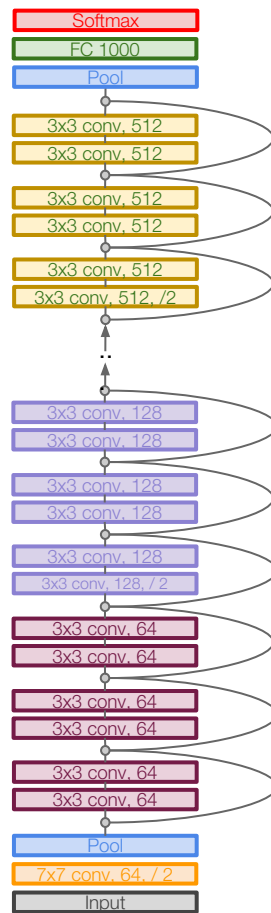 Softmax
FC 1000
Pool
3x3 conv, 512
3x3 conv, 512
3x3 conv, 512
3x3 conv, 512
3x3 conv, 512
3x3 conv, 512, /2
..
3x3 conv, 128
3x3 conv, 128
3x3 conv, 128
3x3 conv, 128
3x3 conv, 128
3x3 conv, 128, / 2
3x3 conv, 64
3x3 conv, 64
3x3 conv, 64
3x3 conv, 64
3x3 conv, 64
3x3 conv, 64
Pool
7x7 conv, 64, / 2
Input